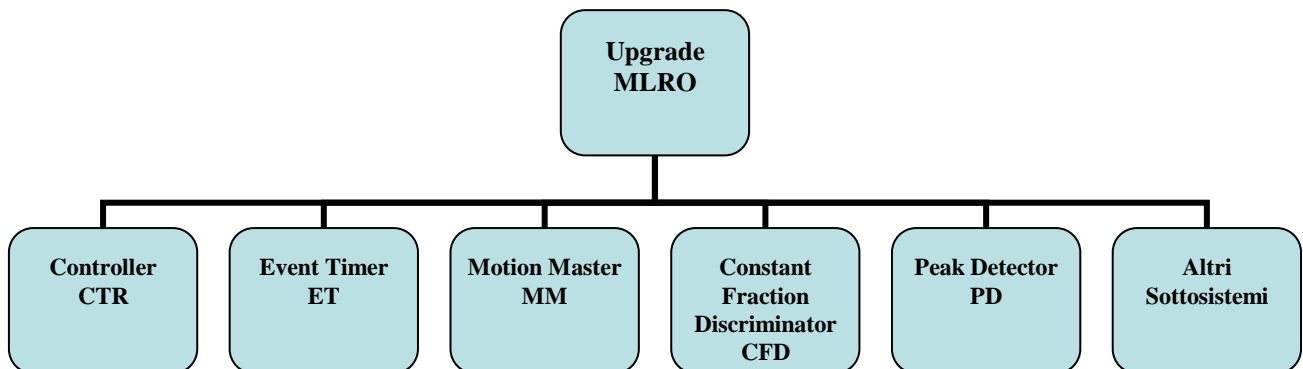 Upgrade
MLRO
Controller
CTR
Event Timer
ET
Motion Master
MM
Constant
Fraction
Discriminator
CFD
Peak Detector
PD
Altri
Sottosistemi